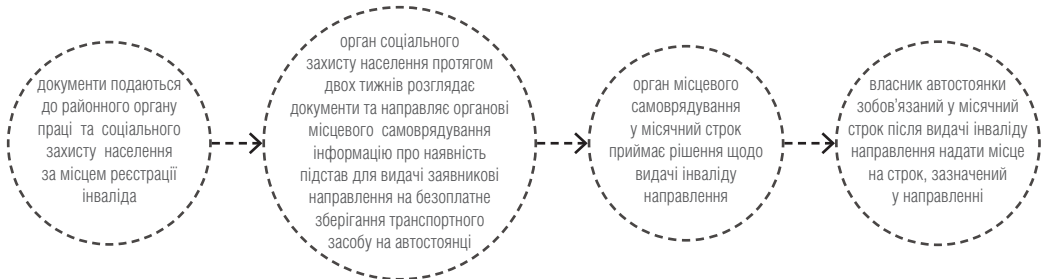 документи подаються
до районного органу
праці та соціального
захисту населення
за місцем реєстрації
інваліда
орган соціального
захисту населення протягом
двох тижнів розглядає
документи та направляє органові
місцевого самоврядування
інформацію про наявність
підстав для видачі заявникові
направлення на безоплатне
зберігання транспортного
засобу на автостоянці
орган місцевого
самоврядування
у місячний строк
приймає рішення щодо
видачі інваліду
направлення
власник автостоянки
зобов’язаний у місячний
строк після видачі інваліду
направлення надати місце
на строк, зазначений
у направленні